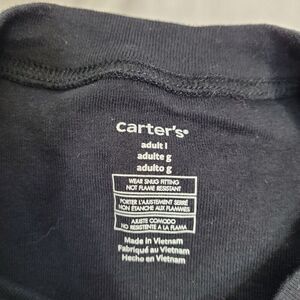 carter's
adult l
adulte g
adulto g
WEAR SNUG FITTING
NOT FLAME RESISTANT
PORTER L'AJUSTEMENT SERRÉ
NON ÉTANCHE AUX FLAMMES
AJUSTE COMODO
NO RESISTENTE A LA FLAMA
Made in Vietnam
Fabriqué au Vietnam
Hecho en Vietnam